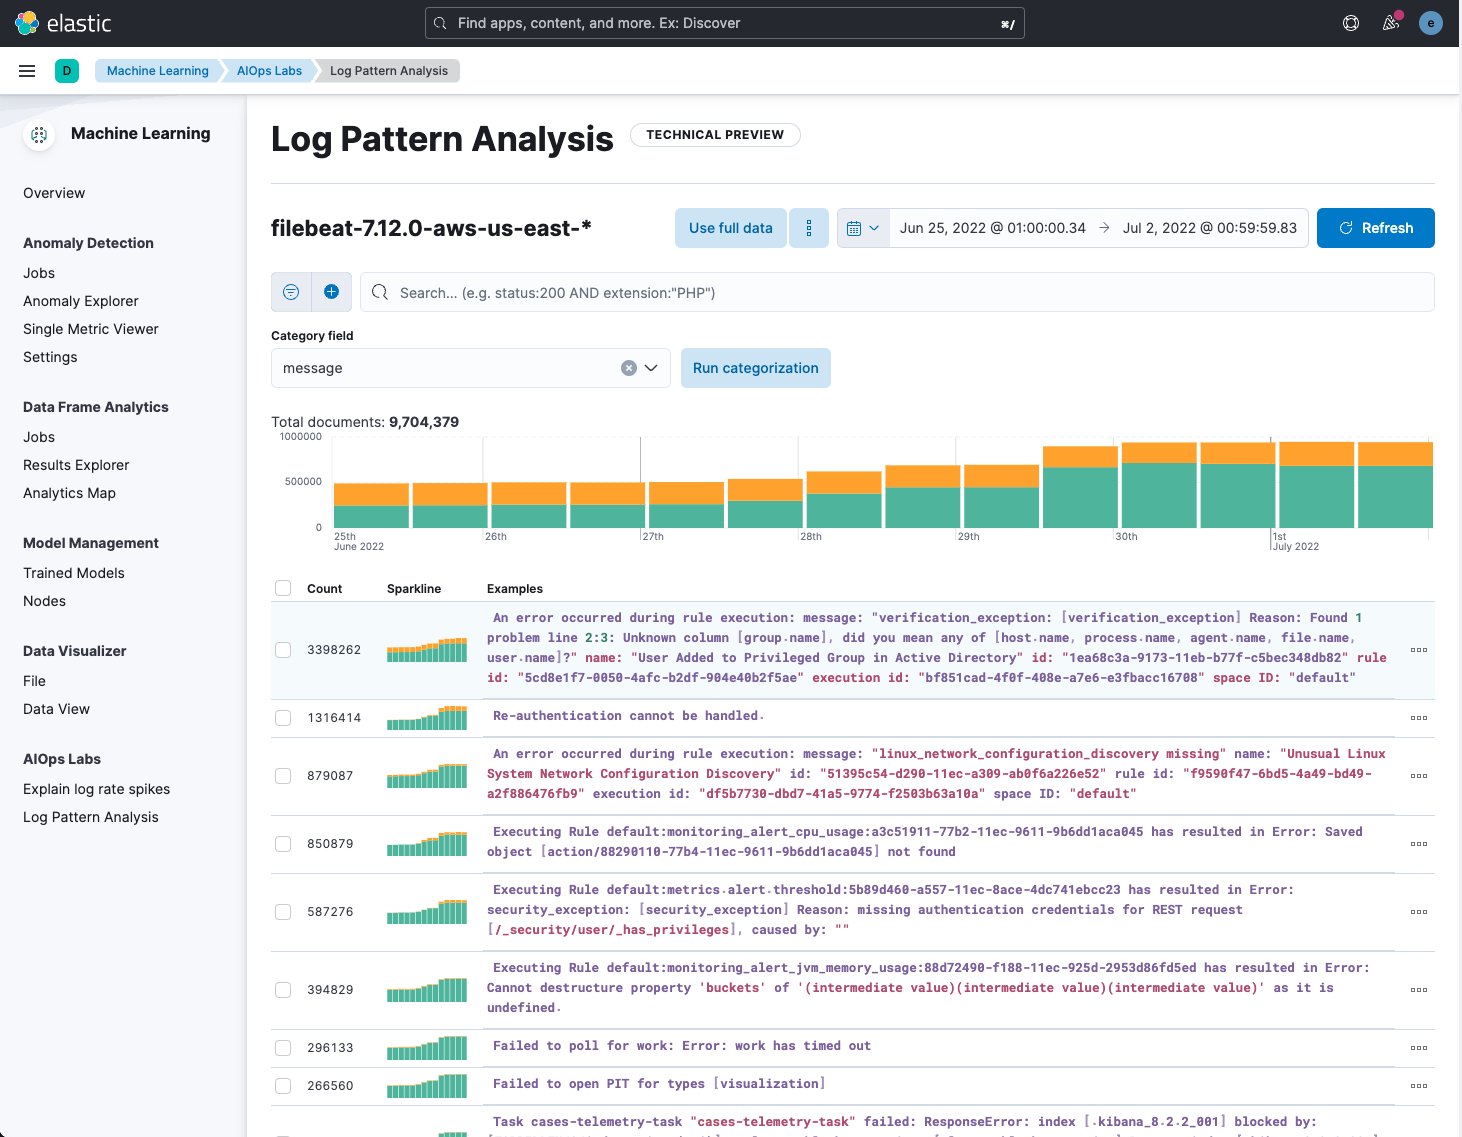 elastic
Find apps, content, and more. Ex: Discover
⌘/
e
D
Machine Learning
AIOps Labs
Log Pattern Analysis
Machine Learning
Overview
Anomaly Detection
Jobs
Anomaly Explorer
Single Metric Viewer
Settings
Data Frame Analytics
Jobs
Results Explorer
Analytics Map
Model Management
Trained Models
Nodes
Data Visualizer
File
Data View
AIOps Labs
Explain log rate spikes
Log Pattern Analysis
Log Pattern Analysis
TECHNICAL PREVIEW
filebeat-7.12.0-aws-us-east-*
Use full data
Jun 25, 2022 @ 01:00:00.34 → Jul 2, 2022 @ 00:59:59.83
Refresh
Search... (e.g. status:200 AND extension:"PHP")
Category field
message
Run categorization
Total documents: 9,704,379
1000000
500000
0
25th 26th 27th 28th 29th 30th 1st
June 2022 July 2022
Count Sparkline Examples
3398262
An error occurred during rule execution: message: "verification_exception: [verification_exception] Reason: Found 1
problem line 2:3: Unknown column [group.name], did you mean any of [host.name, process.name, agent.name, file.name,
user.name]?" name: "User Added to Privileged Group in Active Directory" id: "1ea68c3a-9173-11eb-b77f-c5bec348db82" rule
id: "5cd8e1f7-0050-4afc-b2df-904e40b2f5ae" execution id: "bf851cad-4f0f-408e-a7e6-e3fbacc16708" space ID: "default"
1316414
Re-authentication cannot be handled.
879087
An error occurred during rule execution: message: "linux_network_configuration_discovery missing" name: "Unusual Linux
System Network Configuration Discovery" id: "51395c54-d290-11ec-a309-ab0f6a226e52" rule id: "f9590f47-6bd5-4a49-bd49-
a2f886476fb9" execution id: "df5b7730-dbd7-41a5-9774-f2503b63a10a" space ID: "default"
850879
Executing Rule default:monitoring_alert_cpu_usage:a3c51911-77b2-11ec-9611-9b6dd1aca045 has resulted in Error: Saved
object [action/88290110-77b4-11ec-9611-9b6dd1aca045] not found
587276
Executing Rule default:metrics.alert.threshold:5b89d460-a557-11ec-8ace-4dc741ebcc23 has resulted in Error:
security_exception: [security_exception] Reason: missing authentication credentials for REST request
[/_security/user/_has_privileges], caused by: ""
394829
Executing Rule default:monitoring_alert_jvm_memory_usage:88d72490-f188-11ec-925d-2953d86fd5ed has resulted in Error:
Cannot destructure property 'buckets' of '(intermediate value)(intermediate value)(intermediate value)' as it is
undefined.
296133
Failed to poll for work: Error: work has timed out
266560
Failed to open PIT for types [visualization]
Task cases-telemetry-task "cases-telemetry-task" failed: ResponseError: index [.kibana_8.2.2_001] blocked by: